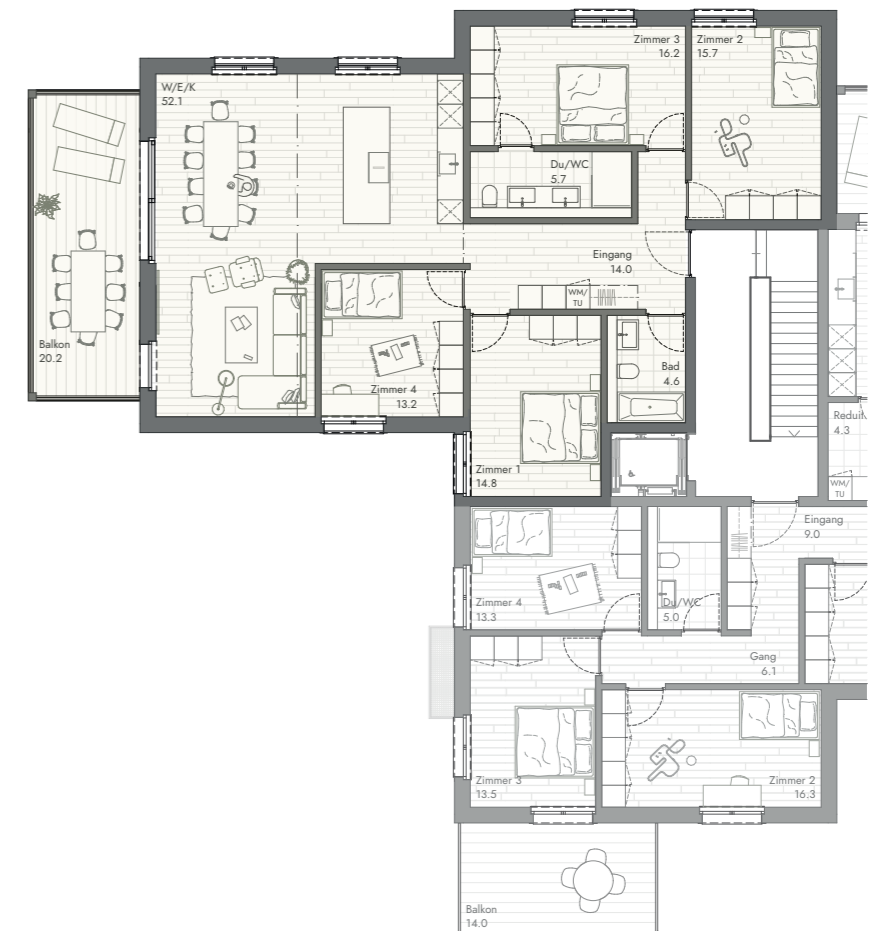 Zimmer 3
16.2
Zimmer 2
15.7
W/E/K
52.1
Du/WC
5.7
Eingang
14.0
WM/
TU
Balkon
20.2
Bad
4.6
Zimmer 4
13.2
Zimmer 1
14.8
4.3
WM/
TU
Eingang
9.0
Zimmer 4
13.3
Du/WC
5.0
Gang
6.1
Zimmer 3
13.5
Zimmer 2
16.3
Balkon
14.0